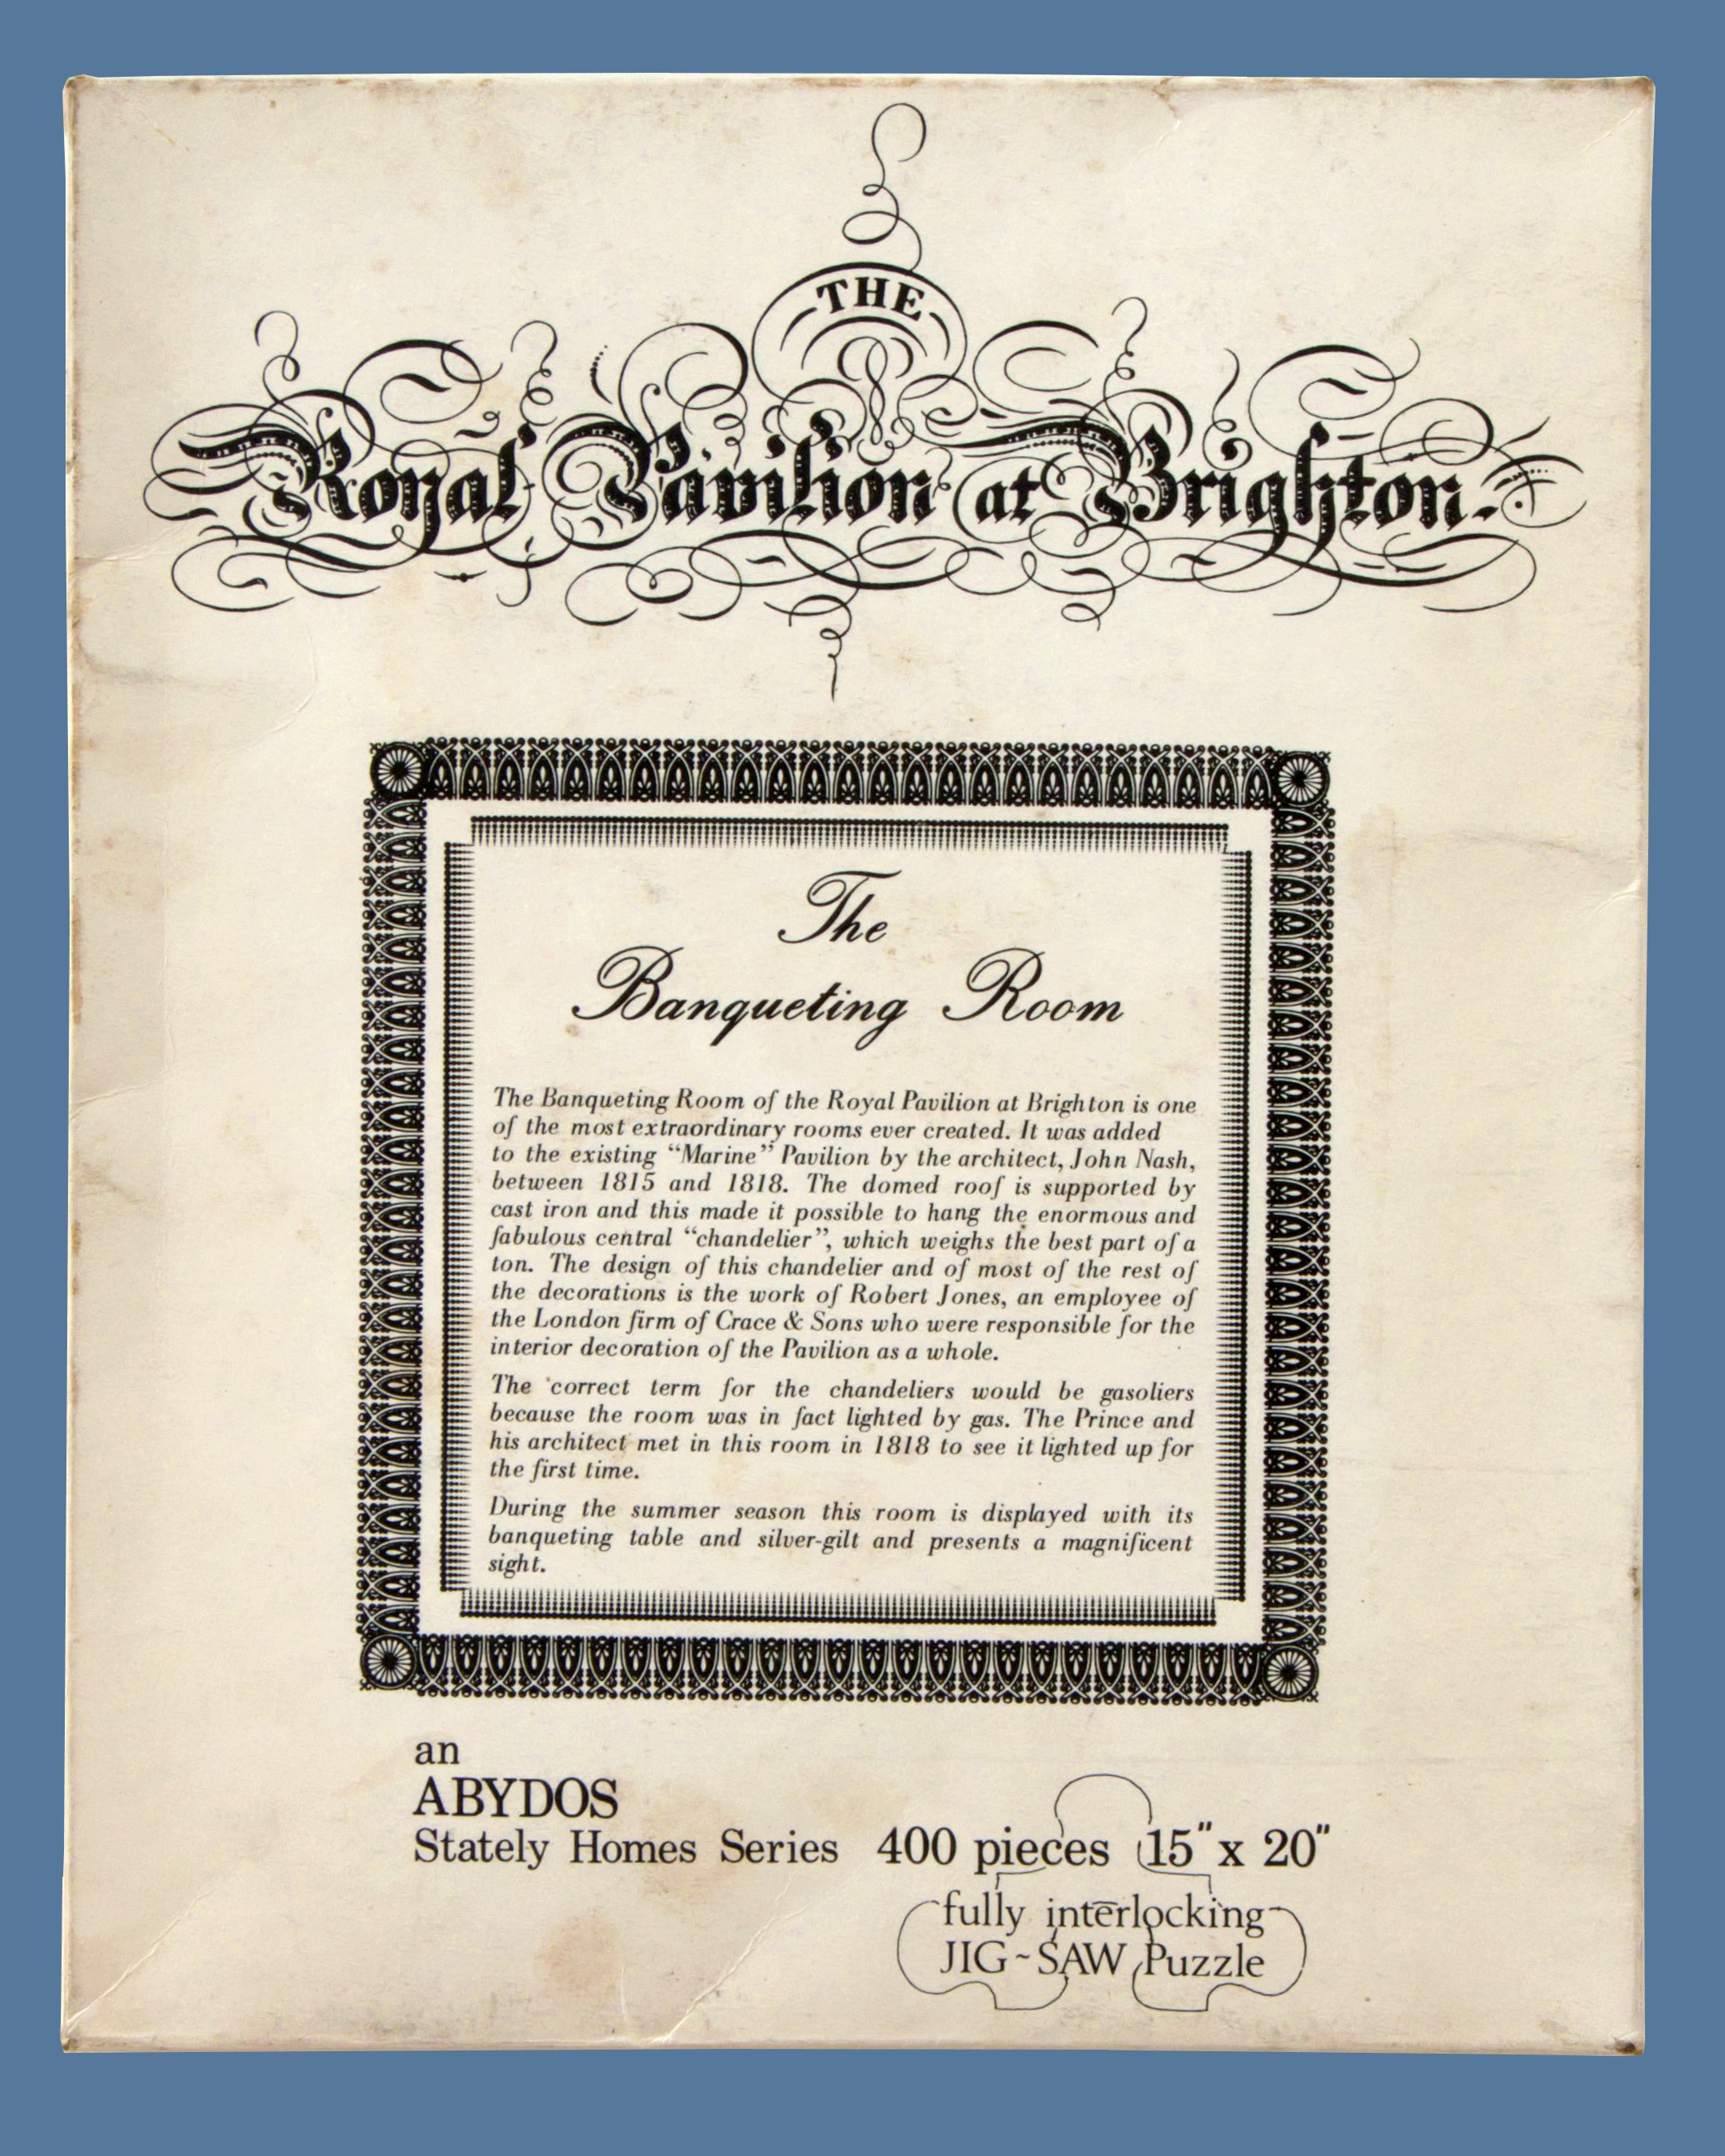 THE
Royal Pavilion at Brighton.
The
Banqueting Room
The Banqueting Room of the Royal Pavilion at Brighton is one
of the most extraordinary rooms ever created. It was added
to the existing “Marine” Pavilion by the architect, John Nash,
between 1815 and 1818. The domed roof is supported by
cast iron and this made it possible to hang the enormous and
fabulous central “chandelier”, which weighs the best part of a
ton. The design of this chandelier and of most of the rest of
the decorations is the work of Robert Jones, an employee of
the London firm of Crace & Sons who were responsible for the
interior decoration of the Pavilion as a whole.
The correct term for the chandeliers would be gasoliers
because the room was in fact lighted by gas. The Prince and
his architect met in this room in 1818 to see it lighted up for
the first time.
During the summer season this room is displayed with its
banqueting table and silver-gilt and presents a magnificent
sight.
an
ABYDOS
Stately Homes Series 400 pieces 15" x 20"
fully interlocking
JIG~SAW Puzzle